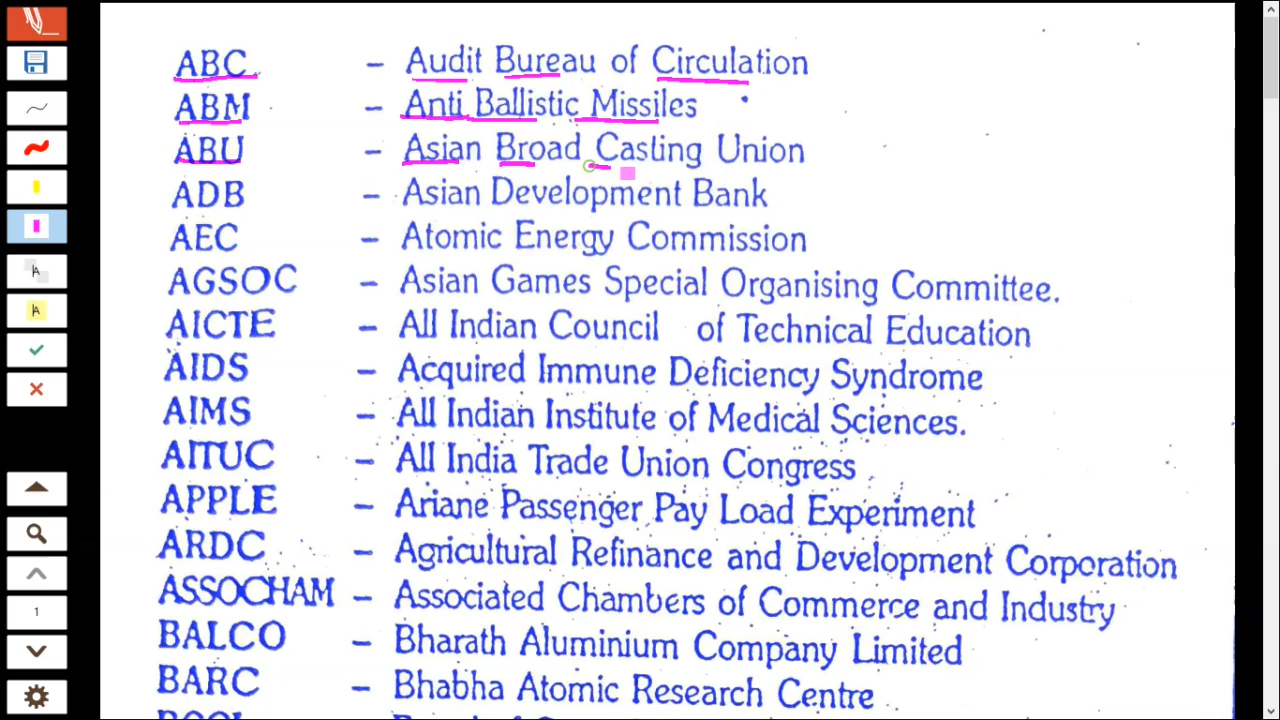 ABC - Audit Bureau of Circulation
ABM - Anti Ballistic Missiles
ABU - Asian Broad Casting Union
ADB - Asian Development Bank
AEC - Atomic Energy Commission
AGSOC - Asian Games Special Organising Committee.
AICTE - All Indian Council of Technical Education
AIDS - Acquired Immune Deficiency Syndrome
AIMS - All Indian Institute of Medical Sciences.
AITUC - All India Trade Union Congress
APPLE - Ariane Passenger Pay Load Experiment
ARDC - Agricultural Refinance and Development Corporation
ASSOCHAM - Associated Chambers of Commerce and Industry
BALCO - Bharath Aluminium Company Limited
BARC - Bhabha Atomic Research Centre
1